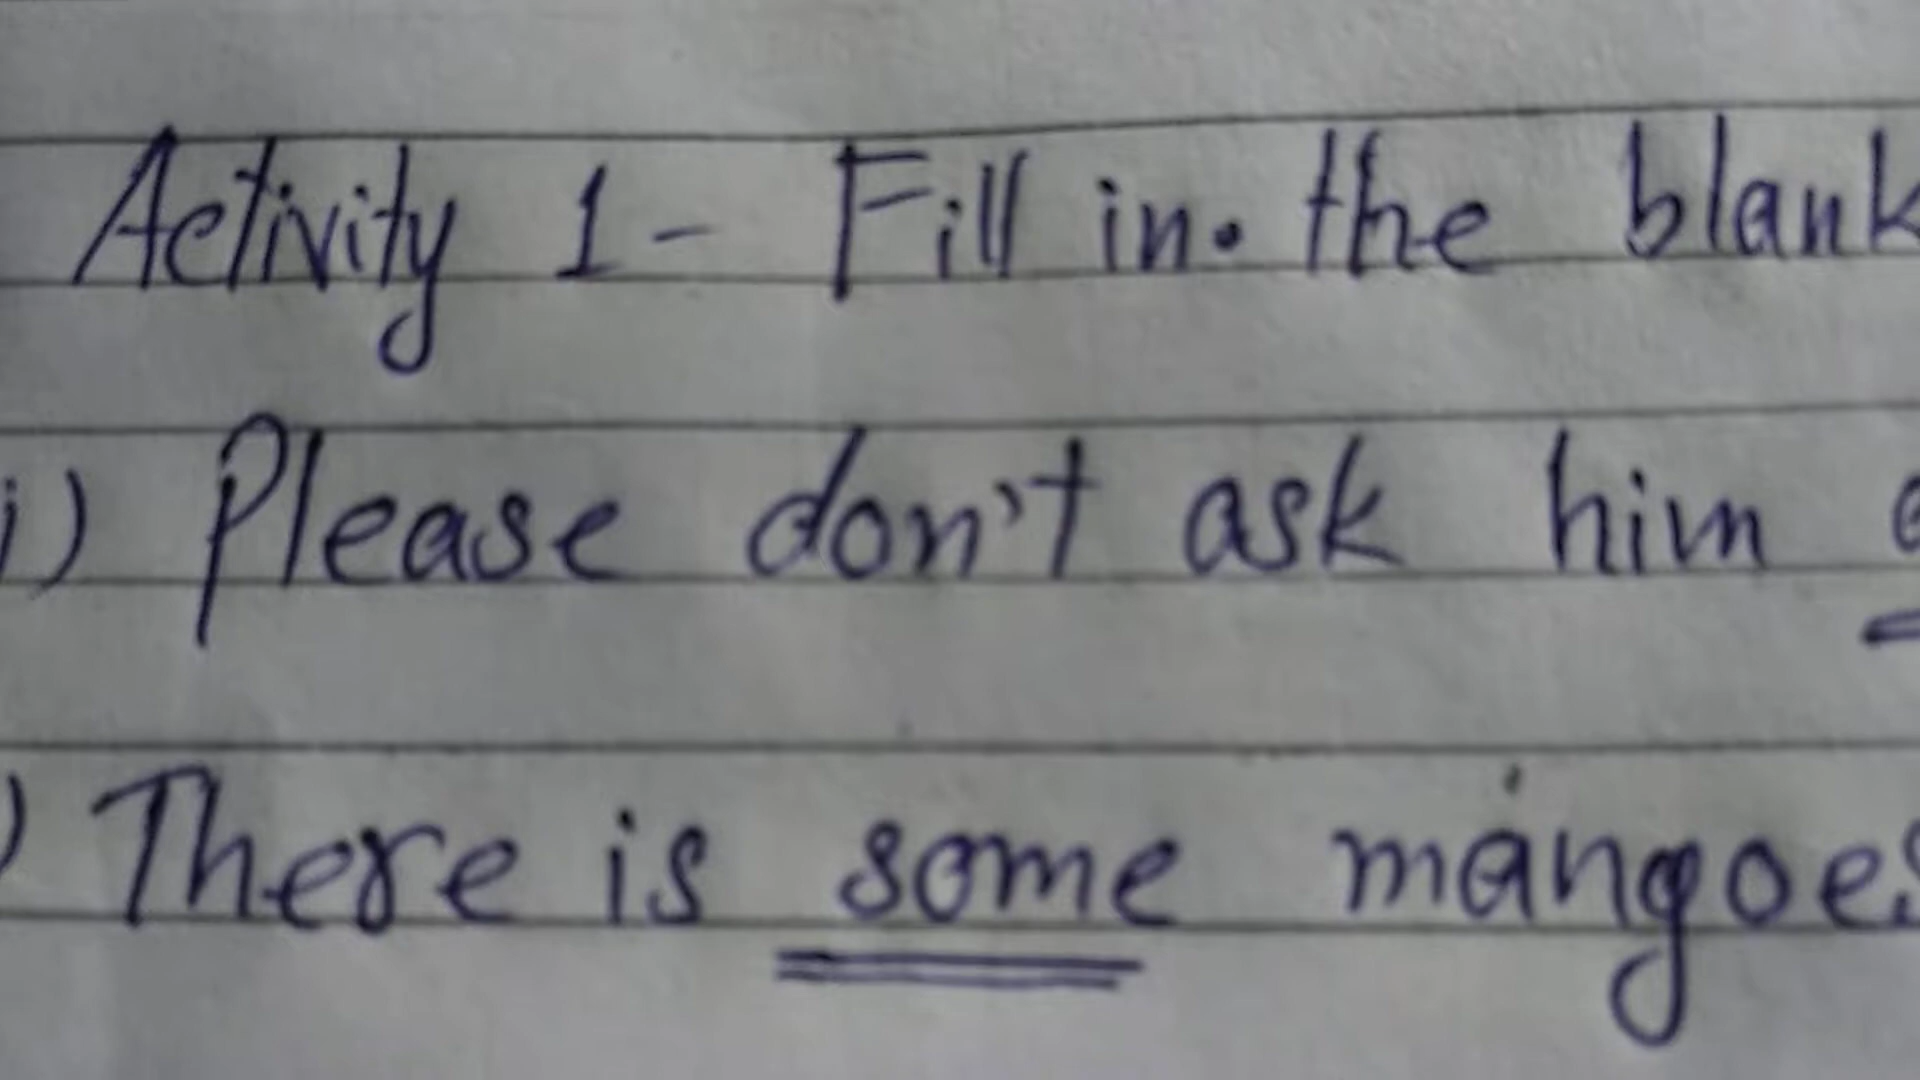 Activity 1 - Fill in. the blank
i) Please don't ask him
) There is some mangoes